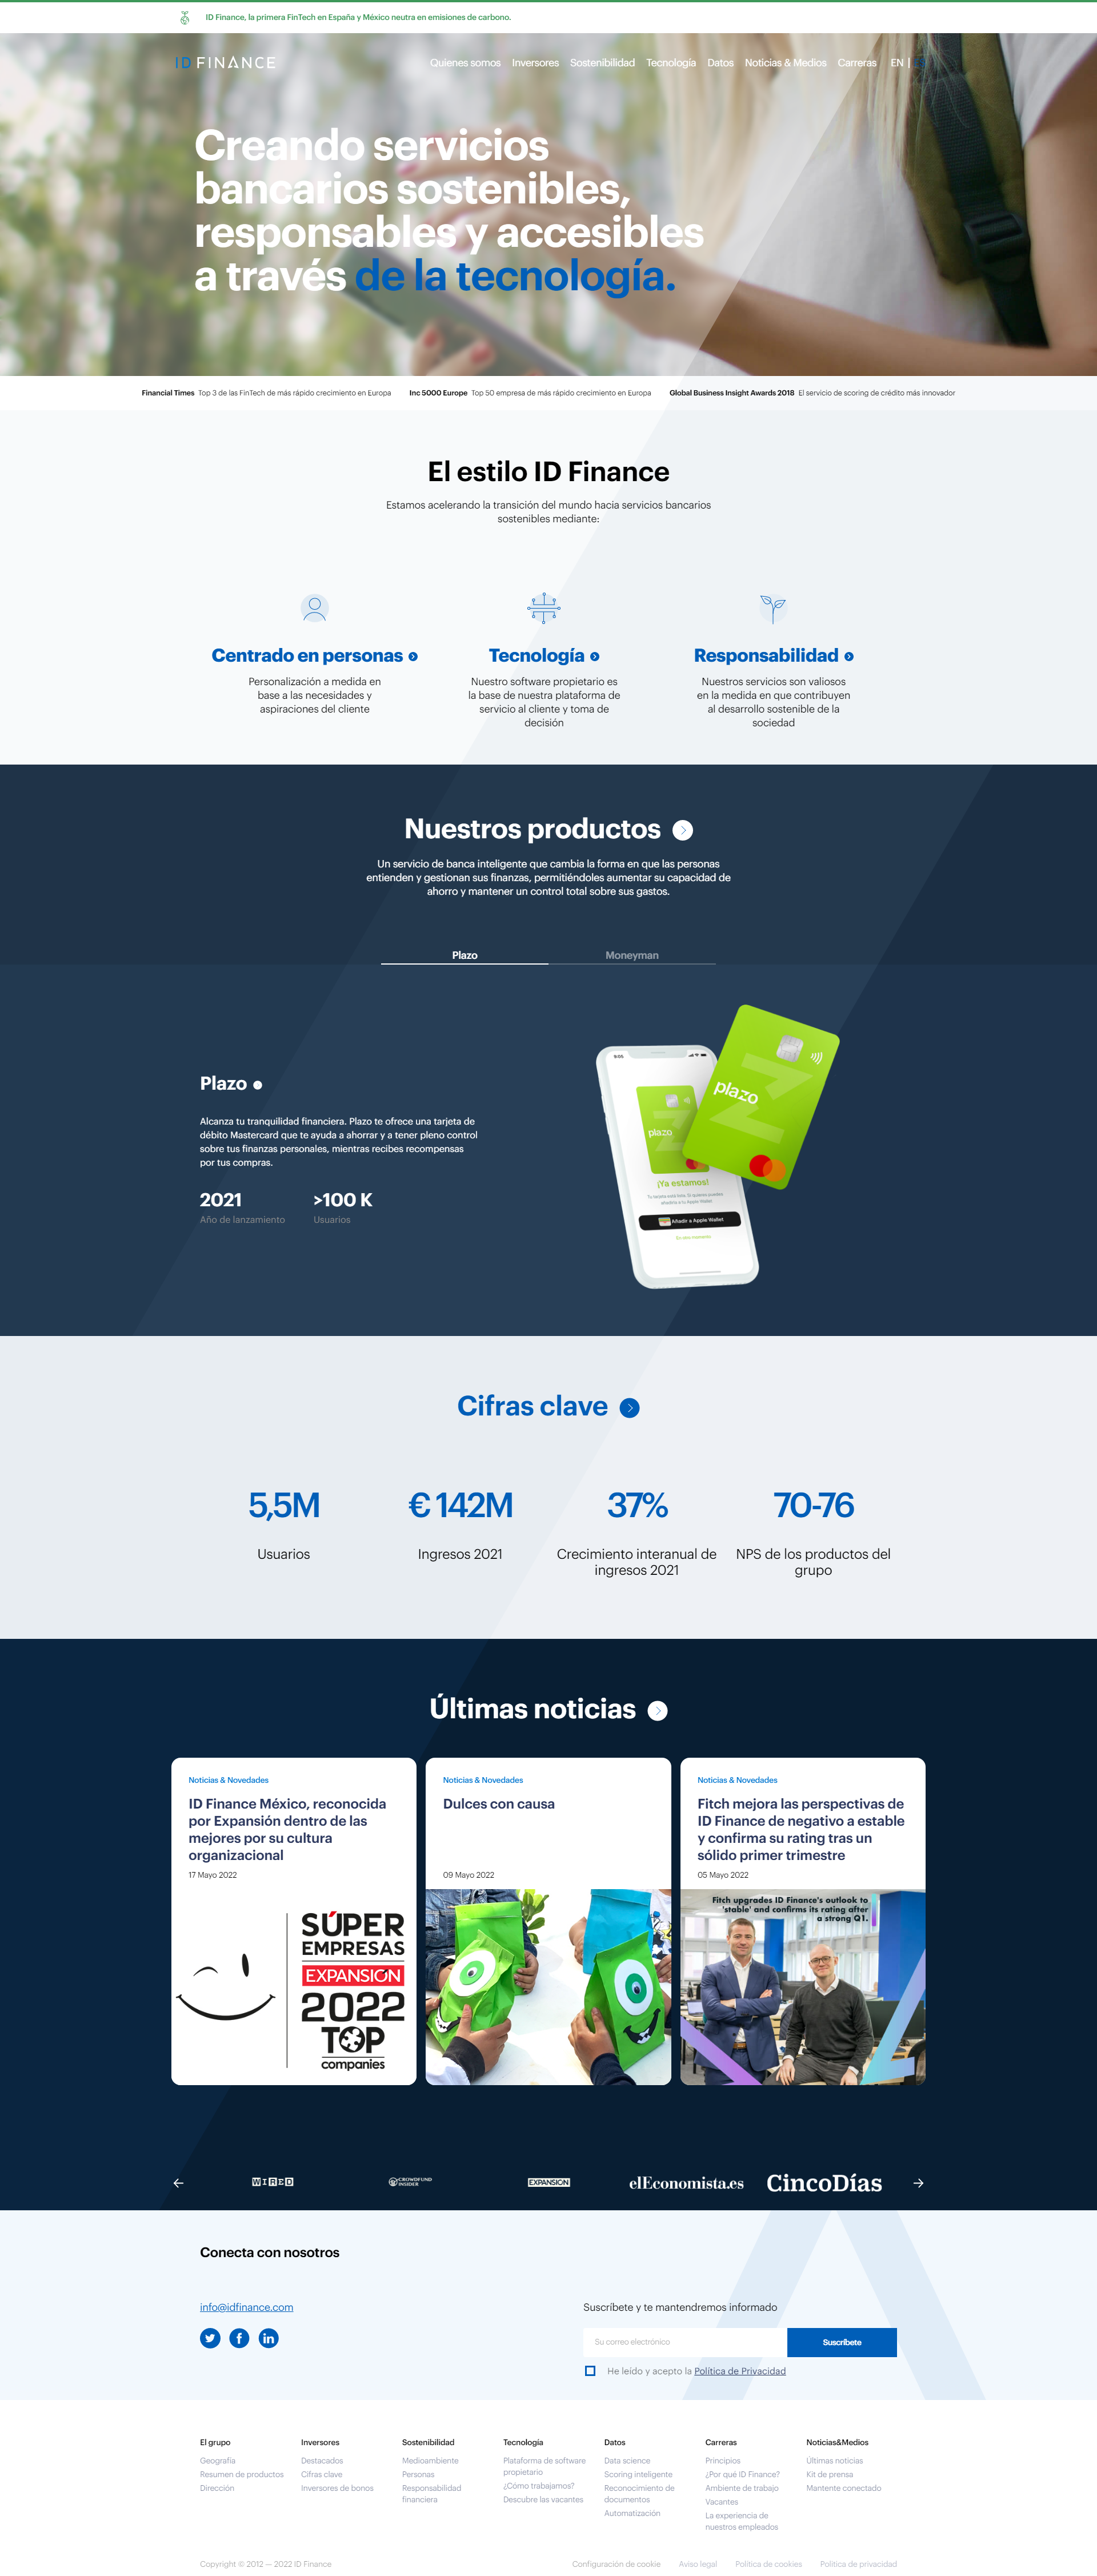 ID Finance, la primera FinTech en España y México neutra en emisiones de carbono.
ID FINANCE
Quienes somos Inversores Sostenibilidad Tecnología Datos Noticias & Medios Carreras EN |
Creando servicios
bancarios sostenibles,
responsables y accesibles
a través de la tecnología.
Financial Times Top 3 de las FinTech de más rápido crecimiento en Europa Inc 5000 Europe Top 50 empresa de más rápido crecimiento en Europa Global Business Insight Awards 2018 El servicio de scoring de crédito más innovador
El estilo ID Finance
Estamos acelerando la transición del mundo hacia servicios bancarios
sostenibles mediante:
Centrado en personas
Personalización a medida en
base a las necesidades y
aspiraciones del cliente
Tecnología
Nuestro software propietario es
la base de nuestra plataforma de
servicio al cliente y toma de
decisión
Responsabilidad
Nuestros servicios son valiosos
en la medida en que contribuyen
al desarrollo sostenible de la
sociedad
Nuestros productos
Un servicio de banca inteligente que cambia la forma en que las personas
entienden y gestionan sus finanzas, permitiéndoles aumentar su capacidad de
ahorro y mantener un control total sobre sus gastos.
Plazo Moneyman
Plazo
Alcanza tu tranquilidad financiera. Plazo te ofrece una tarjeta de
débito Mastercard que te ayuda a ahorrar y a tener pleno control
sobre tus finanzas personales, mientras recibes recompensas
por tus compras.
2021
Año de lanzamiento
>100 K
Usuarios
9:05
plazo
plazo
¡Ya estamos!
Añadir a Apple Wallet
Cifras clave
5,5M
Usuarios
€ 142M
Ingresos 2021
37%
Crecimiento interanual de
ingresos 2021
70-76
NPS de los productos del
grupo
Últimas noticias
Noticias & Novedades
ID Finance México, reconocida
por Expansión dentro de las
mejores por su cultura
organizacional
17 Mayo 2022
SÚPER
EMPRESAS
EXPANSIÓN
2022
TOP
companies
Noticias & Novedades
Dulces con causa
09 Mayo 2022
Noticias & Novedades
Fitch mejora las perspectivas de
ID Finance de negativo a estable
y confirma su rating tras un
sólido primer trimestre
05 Mayo 2022
Fitch upgrades ID Finance's outlook to
'stable' and confirms its rating after
a strong Q1.
WIRED
CROWDFUND
INSIDER
EXPANSIÓN
elEconomista.es
CincoDías
Conecta con nosotros
info@idfinance.com
Suscríbete y te mantendremos informado
Su correo electrónico
Suscríbete
He leído y acepto la Política de Privacidad
El grupo
Geografía
Resumen de productos
Dirección
Inversores
Destacados
Cifras clave
Inversores de bonos
Sostenibilidad
Medioambiente
Personas
Responsabilidad
financiera
Tecnología
Plataforma de software
propietario
¿Cómo trabajamos?
Descubre las vacantes
Datos
Data science
Scoring inteligente
Reconocimiento de
documentos
Automatización
Carreras
Principios
¿Por qué ID Finance?
Ambiente de trabajo
Vacantes
La experiencia de
nuestros empleados
Noticias&Medios
Últimas noticias
Kit de prensa
Mantente conectado
Copyright © 2012 — 2022 ID Finance
Configuración de cookie Aviso legal Política de cookies Política de privacidad